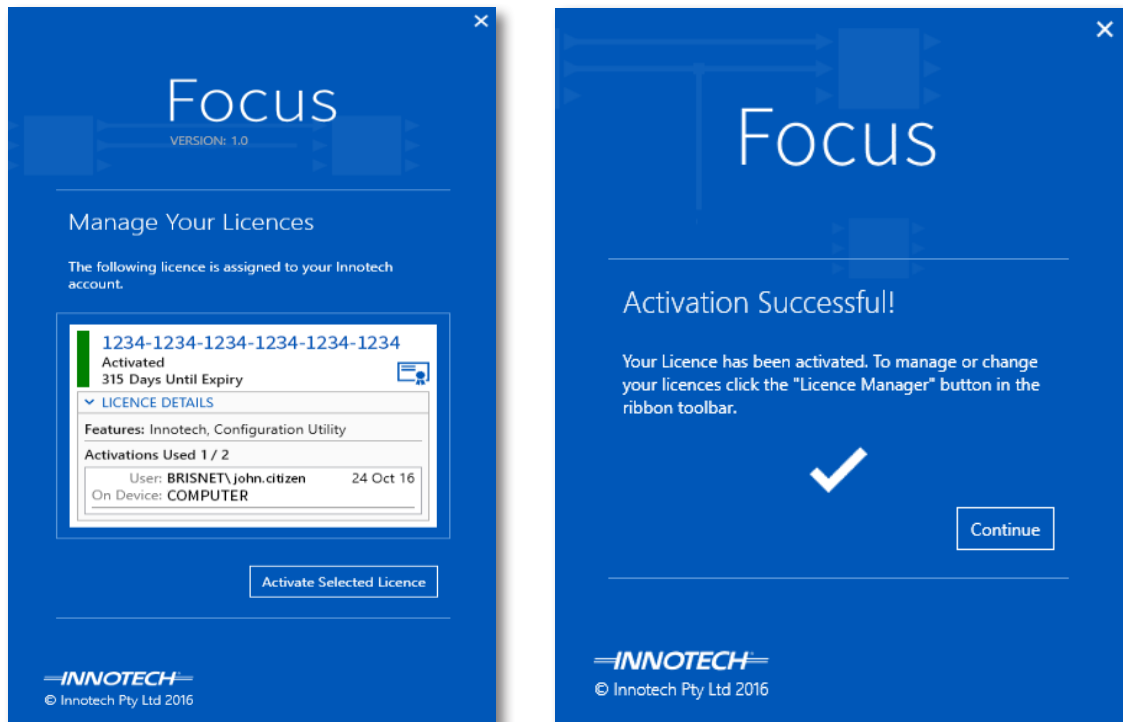 Focus
VERSION: 1.0
Manage Your Licences
The following licence is assigned to your Innotech
account.
1234-1234-1234-1234-1234-1234
Activated
315 Days Until Expiry
LICENCE DETAILS
Features: Innotech, Configuration Utility
Activations Used 1 / 2
User: BRISNET\ john.citizen 24 Oct 16
On Device: COMPUTER
Activate Selected Licence
INNOTECH
© Innotech Pty Ltd 2016
Focus
Activation Successful!
Your Licence has been activated. To manage or change
your licences click the "Licence Manager" button in the
ribbon toolbar.
Continue
INNOTECH
© Innotech Pty Ltd 2016